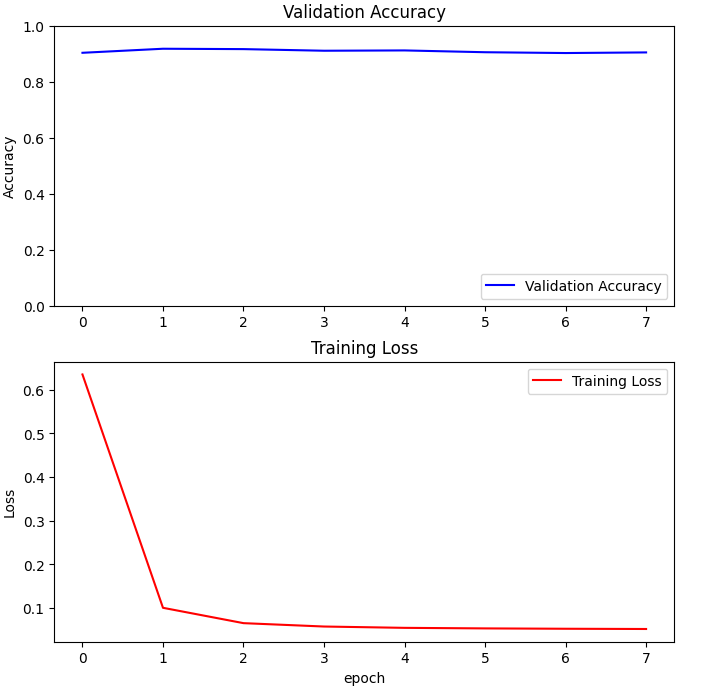 Validation Accuracy
1.0
0.8
0.6
0.4
0.2
0.0
Accuracy
Validation Accuracy
0 1 2 3 4 5 6 7
Training Loss
0.6
0.5
0.4
0.3
0.2
0.1
Loss
Training Loss
0 1 2 3 4 5 6 7
epoch